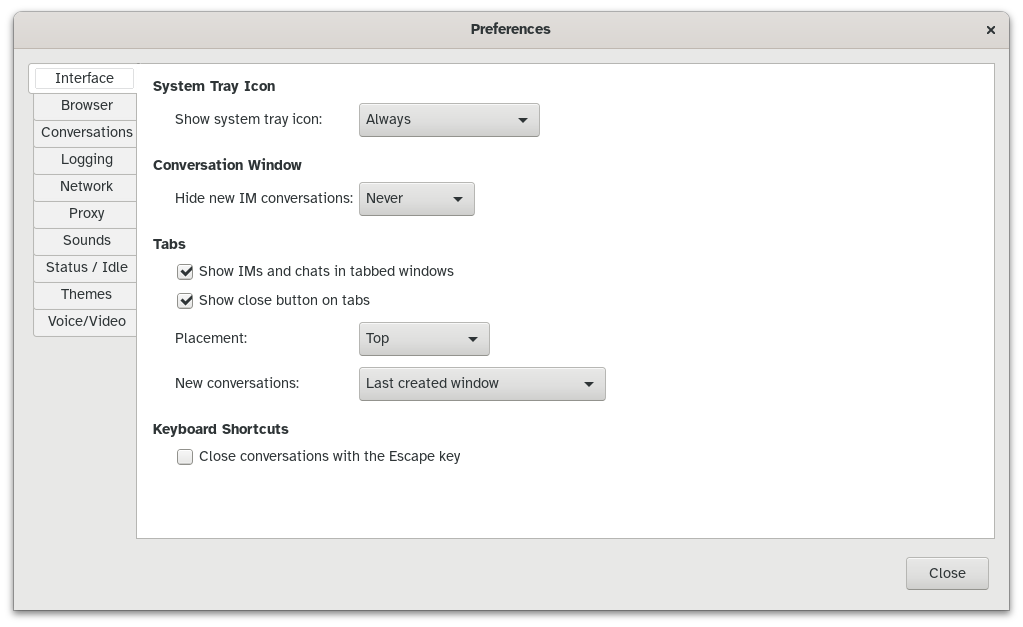 Preferences
Interface
Browser
Conversations
Logging
Network
Proxy
Sounds
Status / Idle
Themes
Voice/Video
System Tray Icon
Show system tray icon: Always
Conversation Window
Hide new IM conversations: Never
Tabs
Show IMs and chats in tabbed windows
Show close button on tabs
Placement: Top
New conversations: Last created window
Keyboard Shortcuts
Close conversations with the Escape key
Close